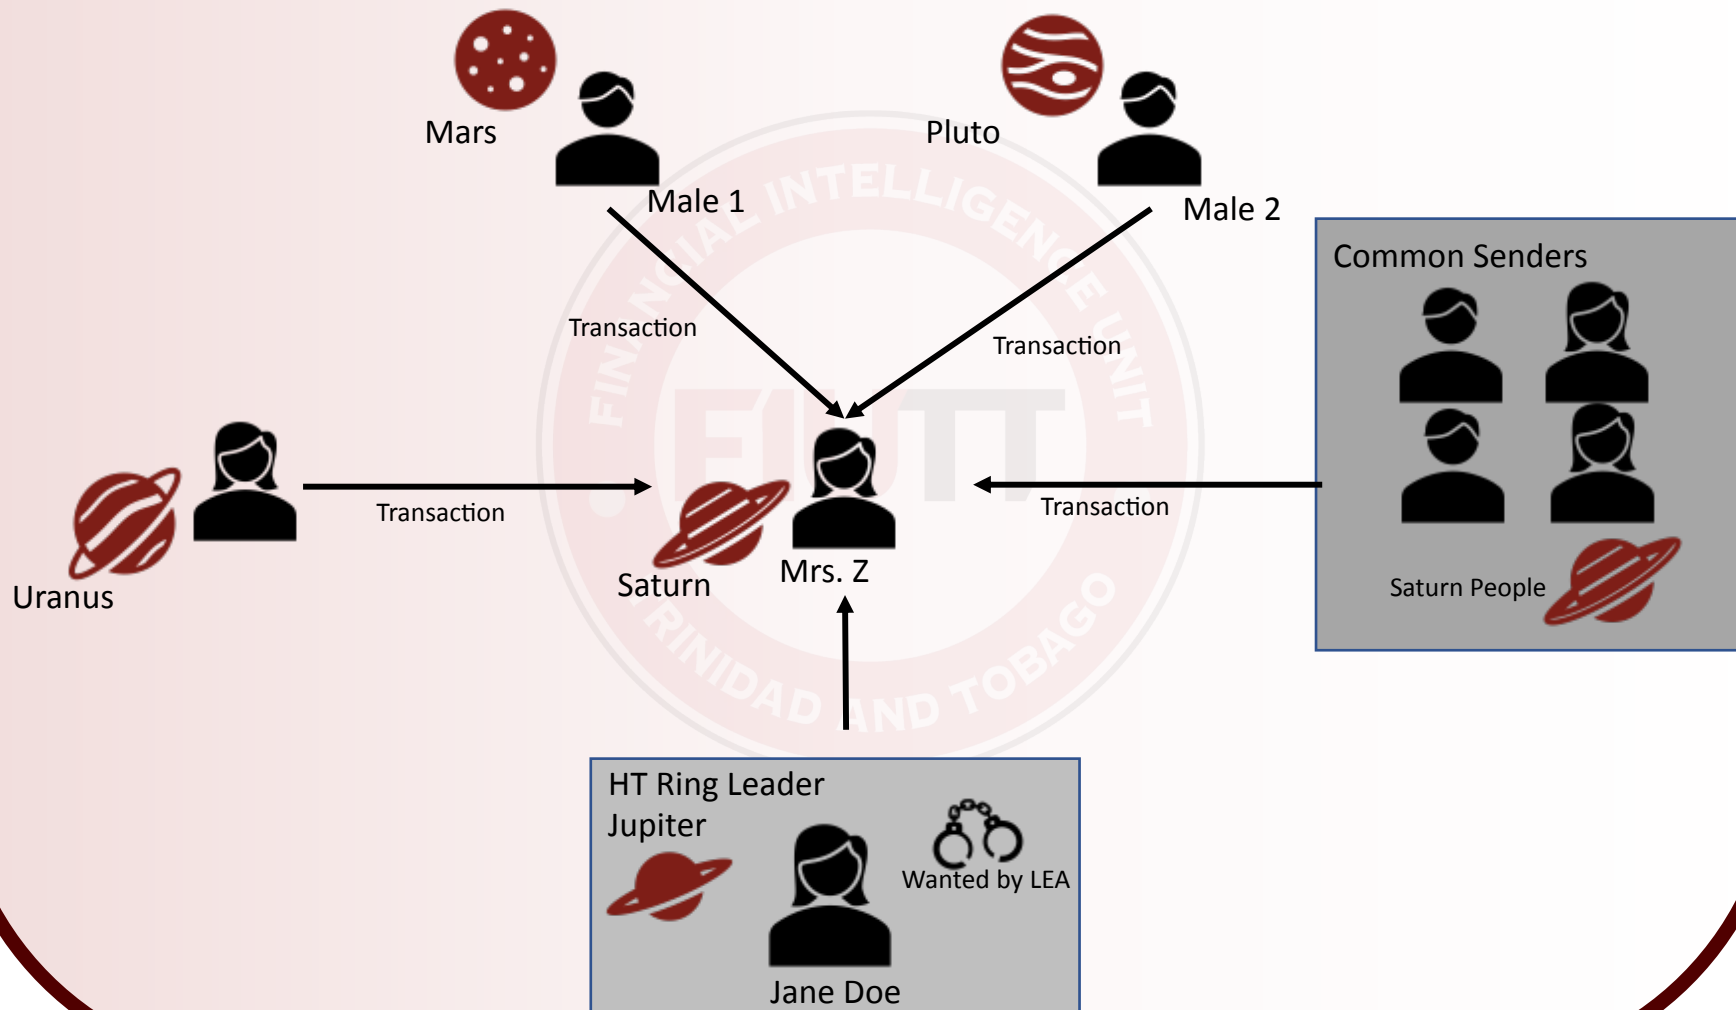 Mars
Pluto
Male 1
Male 2
Common Senders
Transaction
Transaction
Transaction
Transaction
Uranus
Saturn
Mrs. Z
Saturn People
FINANCIAL INTELLIGENCE UNIT
FIUTT
TRINIDAD AND TOBAGO
HT Ring Leader
Jupiter
Wanted by LEA
Jane Doe